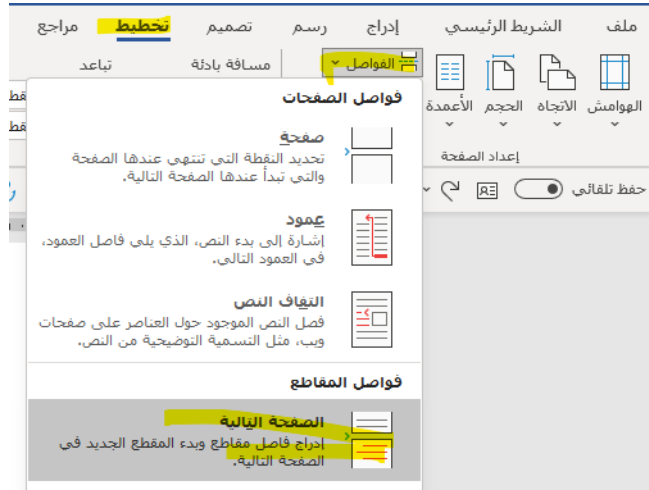 ملف الشريط الرئيسي إدراج رسم تصميم تخطيط مراجع
الفواصل مسافة بادئة تباعد
الهوامش الاتجاه الحجم الأعمدة
إعداد الصفحة
حفظ تلقائي
فواصل الصفحات
صفحة
تحديد النقطة التي تنتهي عندها الصفحة
والتي تبدأ عندها الصفحة التالية.
عمود
إشارة إلى بدء النص، الذي يلي فاصل العمود،
في العمود التالي.
التفاف النص
فصل النص الموجود حول العناصر على صفحات
ويب، مثل التسمية التوضيحية من النص.
فواصل المقاطع
الصفحة التالية
إدراج فاصل مقاطع وبدء المقطع الجديد في
الصفحة التالية.